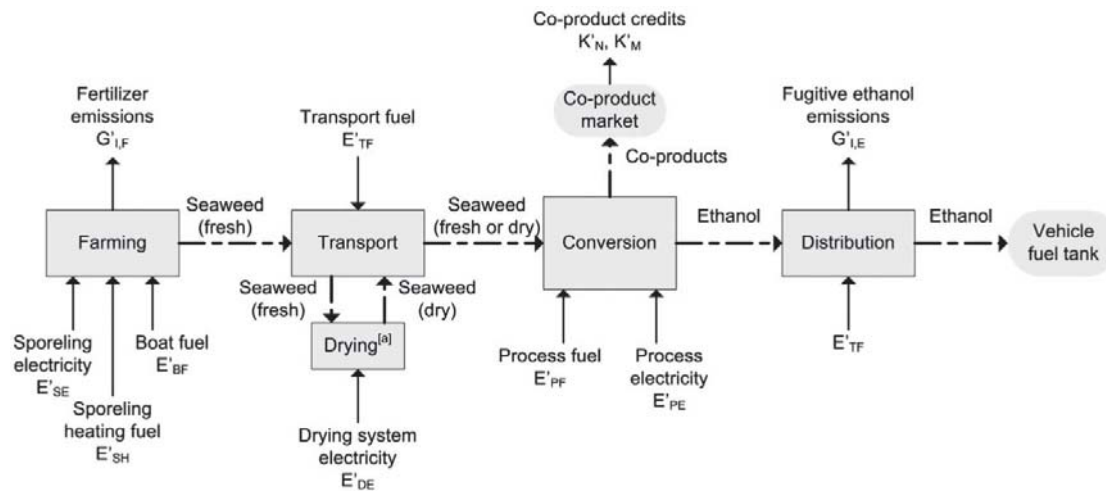 Co-product credits
K'N, K'M
Fertilizer
emissions
G'I,F
Transport fuel
E'TF
Co-product
market
Fugitive ethanol
emissions
G'I,E
Co-products
Seaweed
(fresh)
Seaweed
(fresh or dry)
Ethanol
Ethanol
Farming
Transport
Conversion
Distribution
Vehicle
fuel tank
Seaweed
(fresh)
Seaweed
(dry)
Drying[a]
Sporeling
electricity
E'SE
Boat fuel
E'BF
Sporeling
heating fuel
E'SH
Drying system
electricity
E'DE
Process fuel
E'PF
Process
electricity
E'PE
E'TF